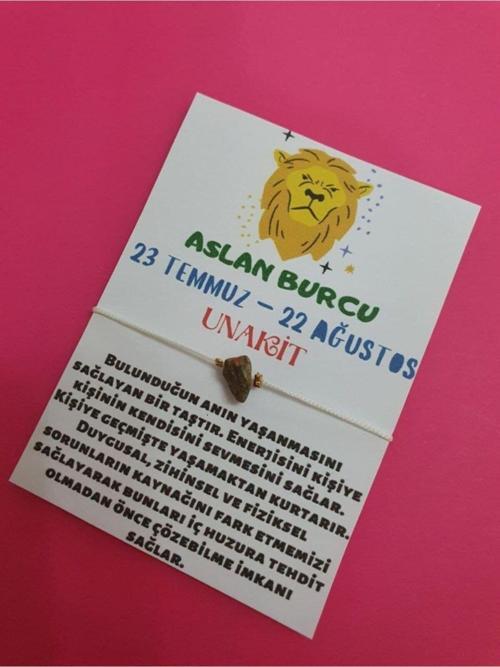 ASLAN BURCU
23 TEMMUZ – 22 AĞUSTOS
UNAKİT
BULUNDUĞUN ANIN YAŞANMASINI
SAĞLAYAN BİR TAŞTIR. ENERJİSİNİ KİŞİYE
KİŞİNİN KENDİSİNİ SEVMESİNİ SAĞLAR.
KİŞİYE GEÇMİŞTE YAŞAMAKTAN KURTARIR.
DUYGUSAL, ZİHİNSEL VE FİZİKSEL
SORUNLARIN KAYNAĞINI FARK ETMEMİZİ
SAĞLAYARAK BUNLARI İÇ HUZURA TEHDİT
OLMADAN ÖNCE ÇÖZEBİLME İMKANI
SAĞLAR.